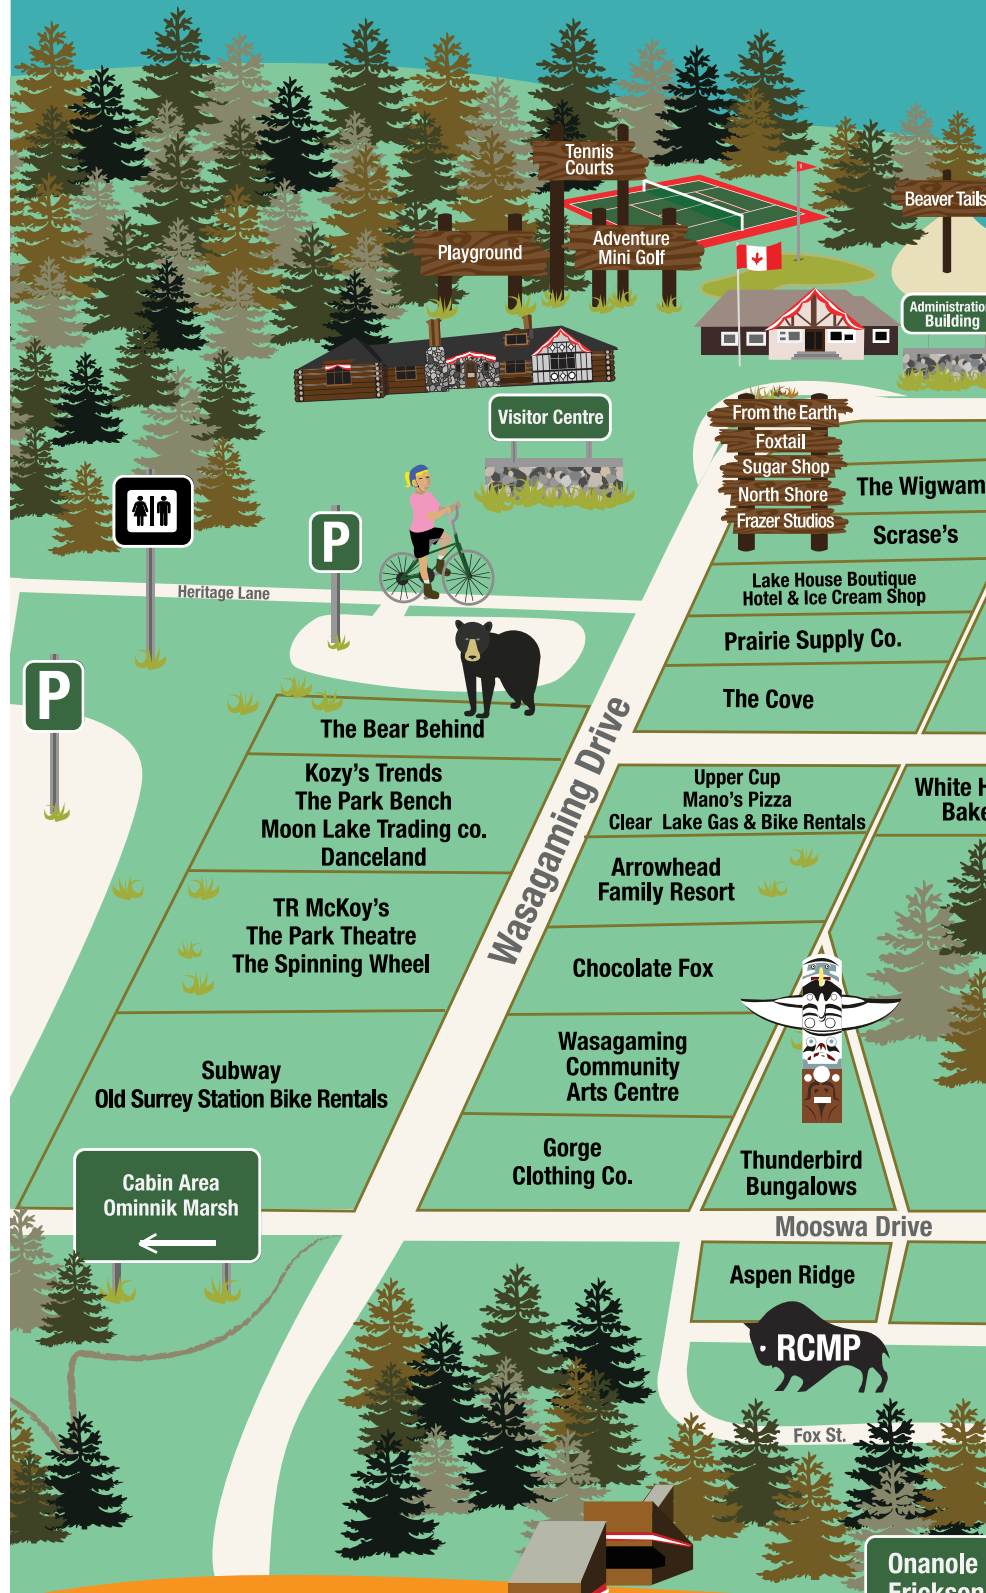 Tennis
Courts
Playground
Adventure
Mini Golf
Beaver Tails
Administration
Building
Visitor Centre
From the Earth
Foxtail
Sugar Shop
North Shore
Frazer Studios
The Wigwam
Scrase's
Lake House Boutique
Hotel & Ice Cream Shop
Prairie Supply Co.
The Cove
P
Heritage Lane
P
The Bear Behind
Kozy's Trends
The Park Bench
Moon Lake Trading co.
Danceland
TR McKoy's
The Park Theatre
The Spinning Wheel
Subway
Old Surrey Station Bike Rentals
Wasagaming Drive
Upper Cup
Mano's Pizza
Clear Lake Gas & Bike Rentals
White H
Bake
Arrowhead
Family Resort
Chocolate Fox
Wasagaming
Community
Arts Centre
Gorge
Clothing Co.
Thunderbird
Bungalows
Cabin Area
Ominnik Marsh
Mooswa Drive
Aspen Ridge
RCMP
Fox St.
Onanole
Erickson